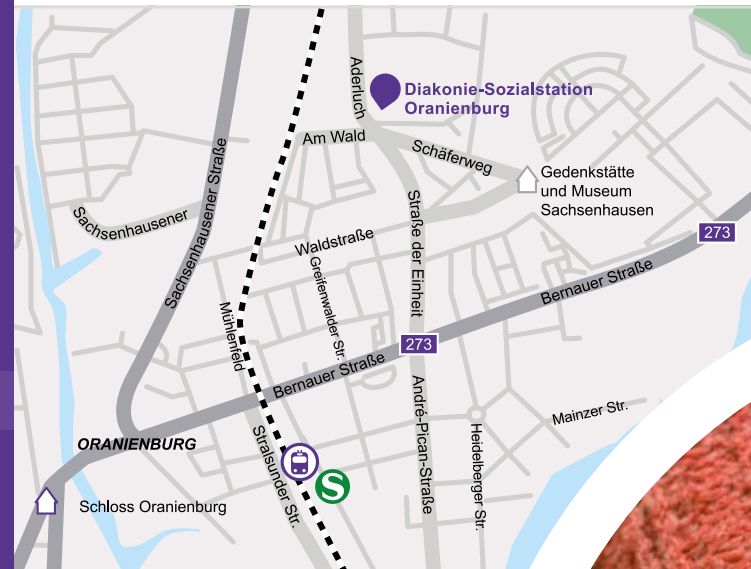 Aderluch
Diakonie-Sozialstation
Oranienburg
Am Wald
Schäferweg
Gedenkstätte
und Museum
Sachsenhausen
Sachsenhausener Straße
Sachsenhausener
Straße der Einheit
Waldstraße
273
Greifenwalder Str.
Bernauer Straße
Mühlenfeld
273
Bernauer Straße
André-Pican-Straße
Mainzer Str.
Heidelberger Str.
ORANIENBURG
Stralsunder Str.
S
Schloss Oranienburg